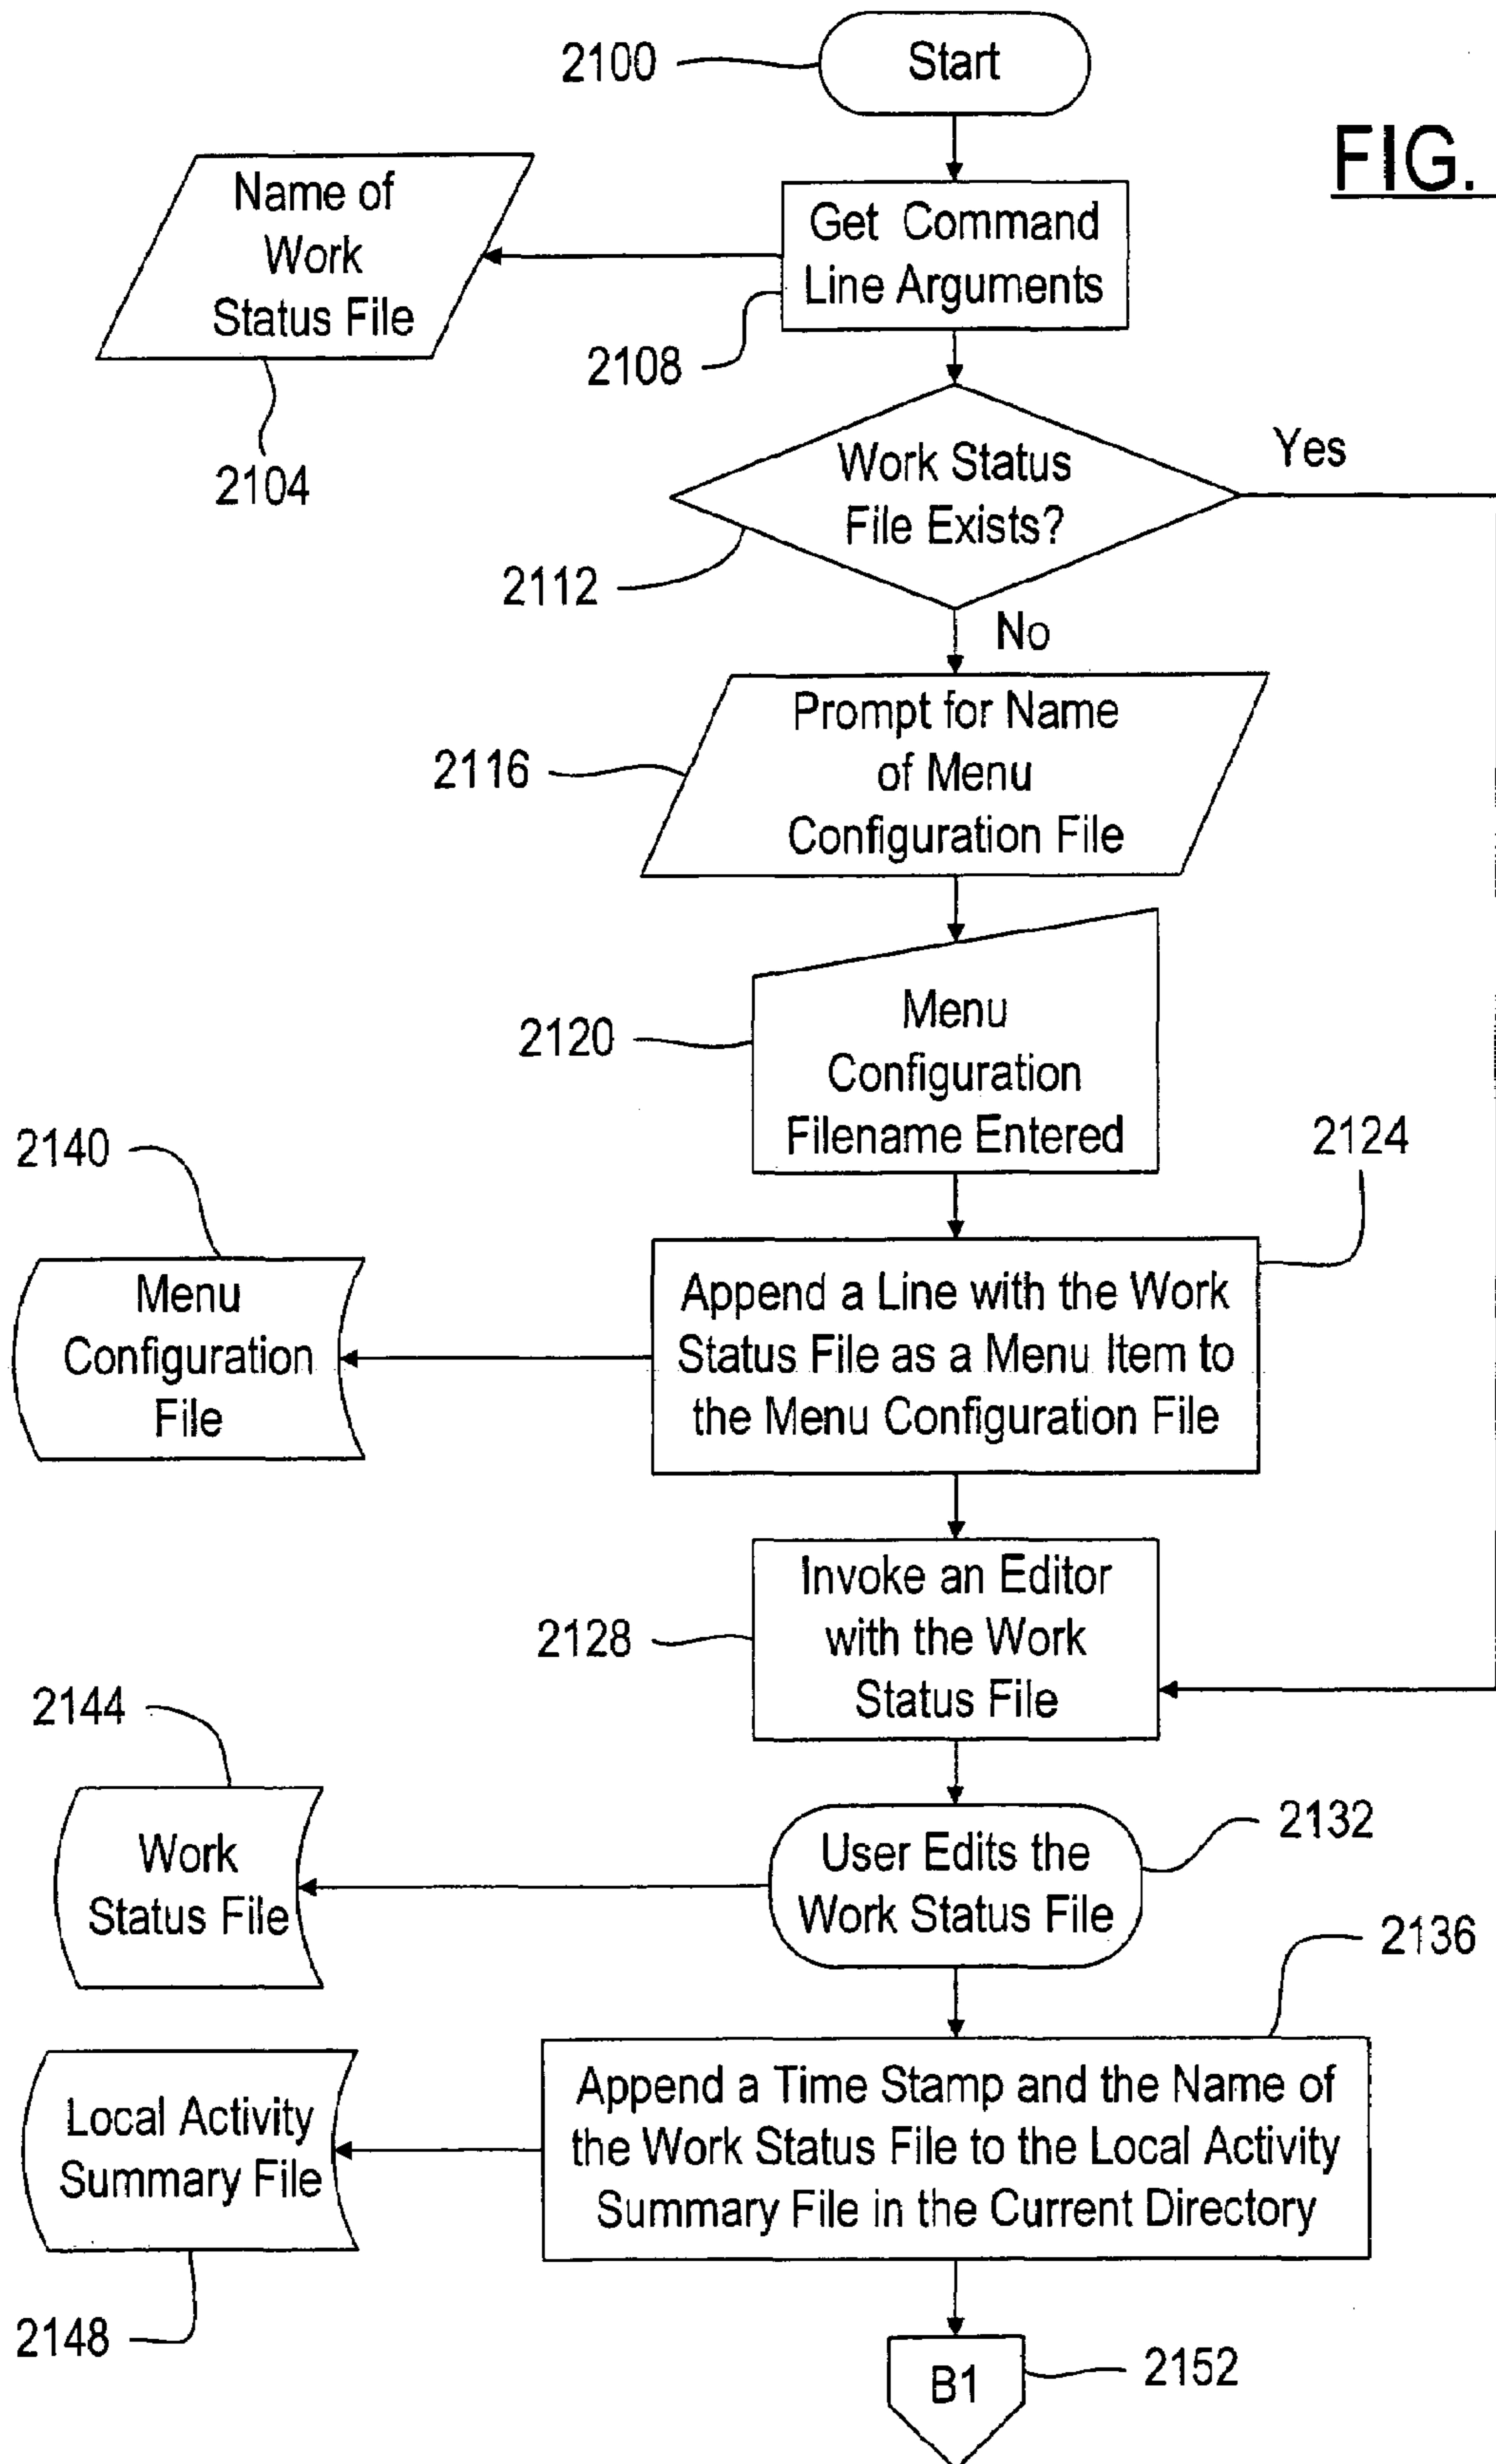 2100
Start
FIG.
Name of
Work
Status File
Get Command
Line Arguments
2108
2104
Work Status
File Exists?
Yes
2112
No
Prompt for Name
of Menu
Configuration File
2116
2120
Menu
Configuration
Filename Entered
2124
2140
Menu
Configuration
File
Append a Line with the Work
Status File as a Menu Item to
the Menu Configuration File
Invoke an Editor
with the Work
Status File
2128
2144
Work
Status File
User Edits the
Work Status File
2132
2136
Local Activity
Summary File
Append a Time Stamp and the Name of
the Work Status File to the Local Activity
Summary File in the Current Directory
2148
B1
2152